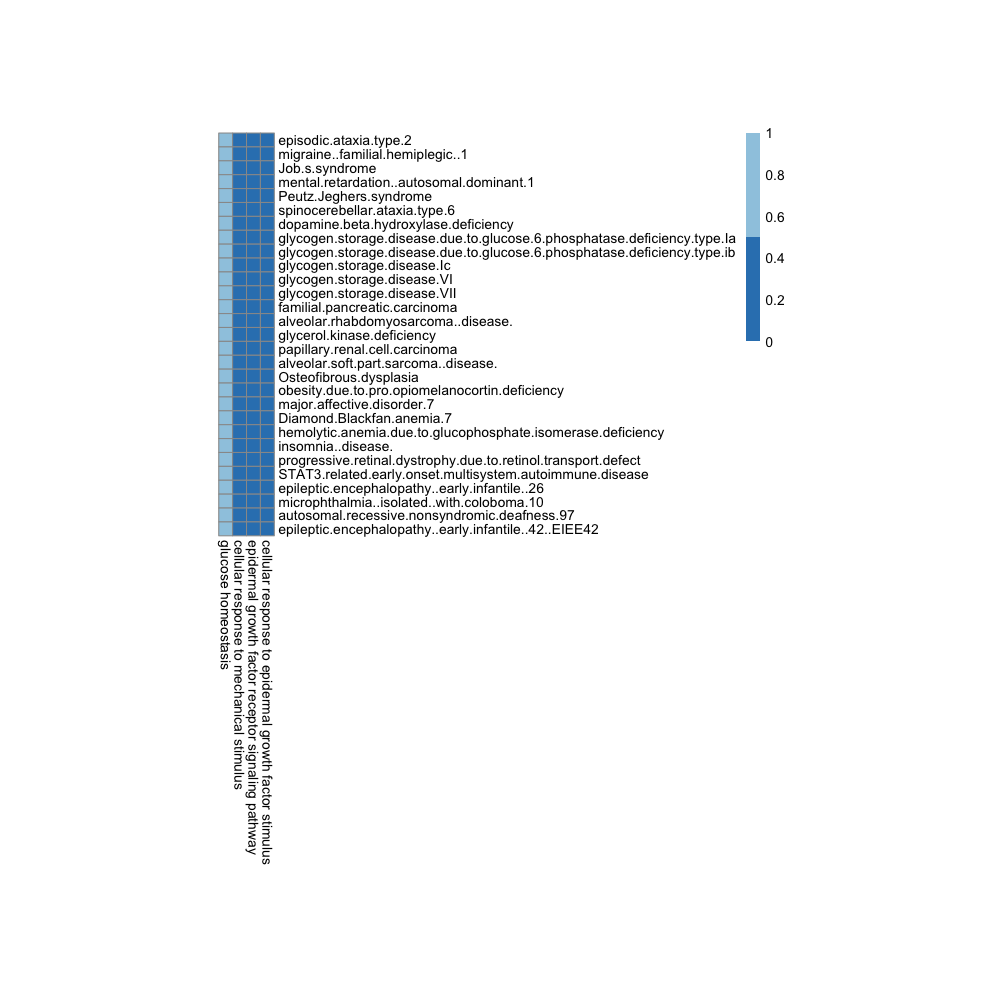 episodic.ataxia.type.2
migraine..familial.hemiplegic..1
Job.s.syndrome
mental.retardation..autosomal.dominant.1
Peutz.Jeghers.syndrome
spinocerebellar.ataxia.type.6
dopamine.beta.hydroxylase.deficiency
glycogen.storage.disease.due.to.glucose.6.phosphatase.deficiency.type.Ia
glycogen.storage.disease.due.to.glucose.6.phosphatase.deficiency.type.ib
glycogen.storage.disease.Ic
glycogen.storage.disease.VI
glycogen.storage.disease.VII
familial.pancreatic.carcinoma
alveolar.rhabdomyosarcoma..disease.
glycerol.kinase.deficiency
papillary.renal.cell.carcinoma
alveolar.soft.part.sarcoma..disease.
Osteofibrous.dysplasia
obesity.due.to.pro.opiomelanocortin.deficiency
major.affective.disorder.7
Diamond.Blackfan.anemia.7
hemolytic.anemia.due.to.glucophosphate.isomerase.deficiency
insomnia..disease.
progressive.retinal.dystrophy.due.to.retinol.transport.defect
STAT3.related.early.onset.multisystem.autoimmune.disease
epileptic.encephalopathy..early.infantile..26
microphthalmia..isolated..with.coloboma.10
autosomal.recessive.nonsyndromic.deafness.97
epileptic.encephalopathy..early.infantile..42..EIEE42
1
0.8
0.6
0.4
0.2
0
glucose homeostasis
cellular response to mechanical stimulus
epidermal growth factor receptor signaling pathway
cellular response to epidermal growth factor stimulus